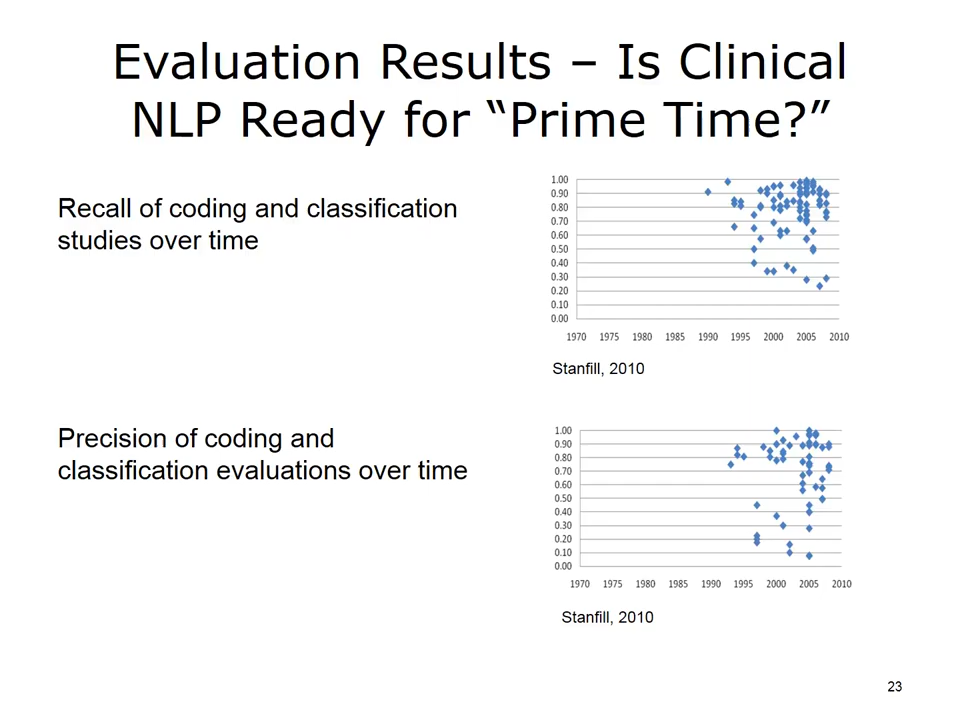 Evaluation Results – Is Clinical
NLP Ready for “Prime Time?”
Recall of coding and classification
studies over time
1.00
0.90
0.80
0.70
0.60
0.50
0.40
0.30
0.20
0.10
0.00
1970 1975 1980 1985 1990 1995 2000 2005 2010
Stanfill, 2010
Precision of coding and
classification evaluations over time
1.00
0.90
0.80
0.70
0.60
0.50
0.40
0.30
0.20
0.10
0.00
1970 1975 1980 1985 1990 1995 2000 2005 2010
Stanfill, 2010
23